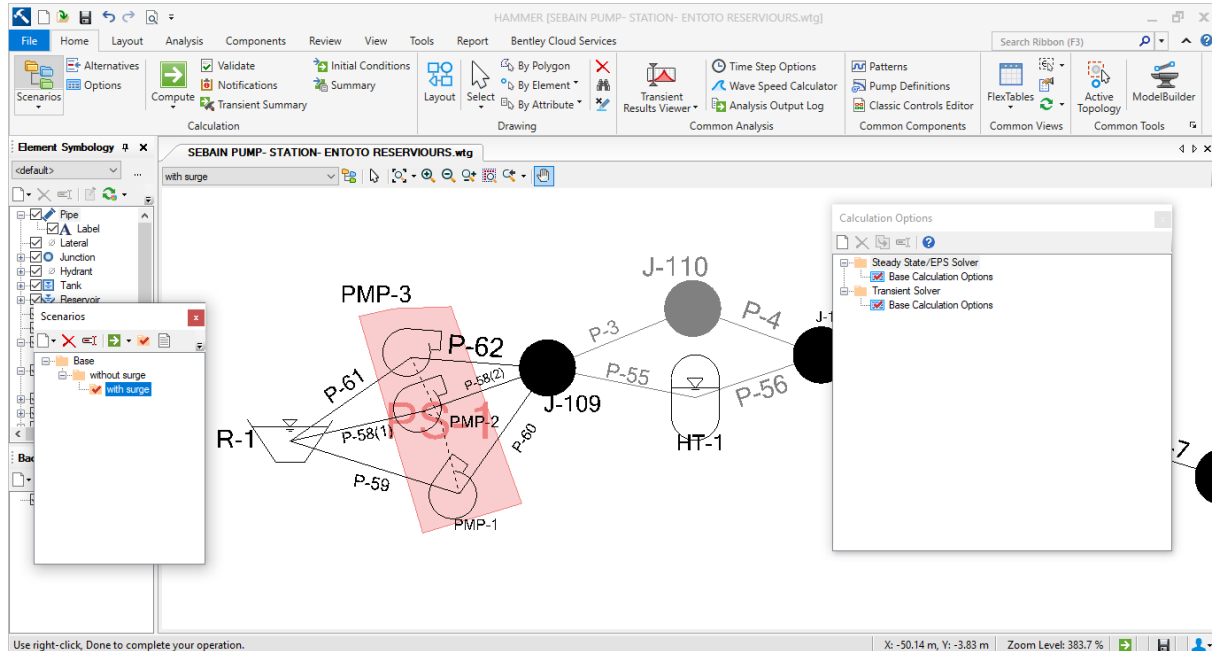 HAMMER [SEBAIN PUMP- STATION- ENTOTO RESERVIOURS.wtg]
File Home Layout Analysis Components Review View Tools Report Bentley Cloud Services Search Ribbon (F3)
Scenarios
Alternatives
Options
Compute
Validate
Notifications
Transient Summary
Initial Conditions
Summary
Calculation
Layout
Select
By Polygon
By Element
By Attribute
Drawing
Transient
Results Viewer
Time Step Options
Wave Speed Calculator
Analysis Output Log
Common Analysis
Patterns
Pump Definitions
Classic Controls Editor
Common Components
FlexTables
Common Views
Active
Topology
ModelBuilder
Common Tools
Element Symbology
<default>
...
Pipe
Label
Lateral
Junction
Hydrant
Tank
Reservoir
SEBAIN PUMP- STATION- ENTOTO RESERVIOURS.wtg
with surge
Scenarios
Base
without surge
with surge
Calculation Options
Steady State/EPS Solver
Base Calculation Options
Transient Solver
Base Calculation Options
PMP-3
J-110
P-62
P-3
P-4
P-61
P-58(2)
P-55
P-56
J-109
PS-1
PMP-2
R-1
P-58(1)
P-60
HT-1
P-59
PMP-1
Use right-click, Done to complete your operation.
X: -50.14 m, Y: -3.83 m Zoom Level: 383.7 %